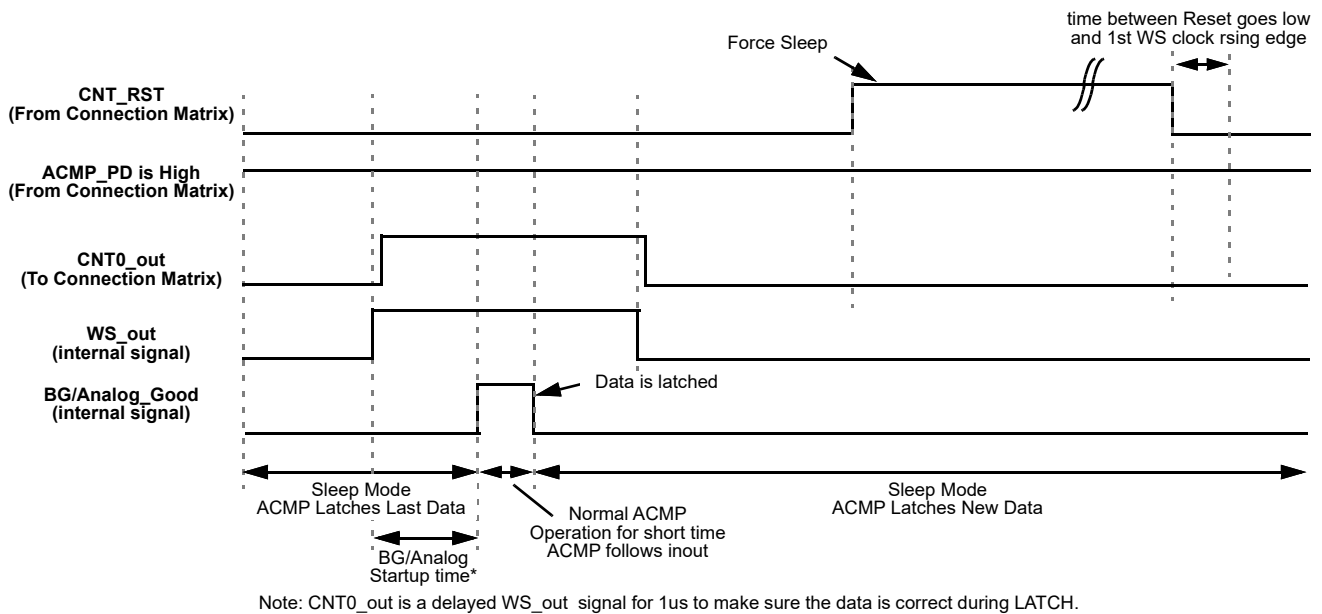 time between Reset goes low
and 1st WS clock rsing edge
Force Sleep
CNT_RST
(From Connection Matrix)
ACMP_PD is High
(From Connection Matrix)
CNT0_out
(To Connection Matrix)
WS_out
(internal signal)
BG/Analog_Good
(internal signal)
Data is latched
Sleep Mode
ACMP Latches Last Data
Normal ACMP
Operation for short time
ACMP follows inout
Sleep Mode
ACMP Latches New Data
BG/Analog
Startup time*
Note: CNT0_out is a delayed WS_out signal for 1us to make sure the data is correct during LATCH.